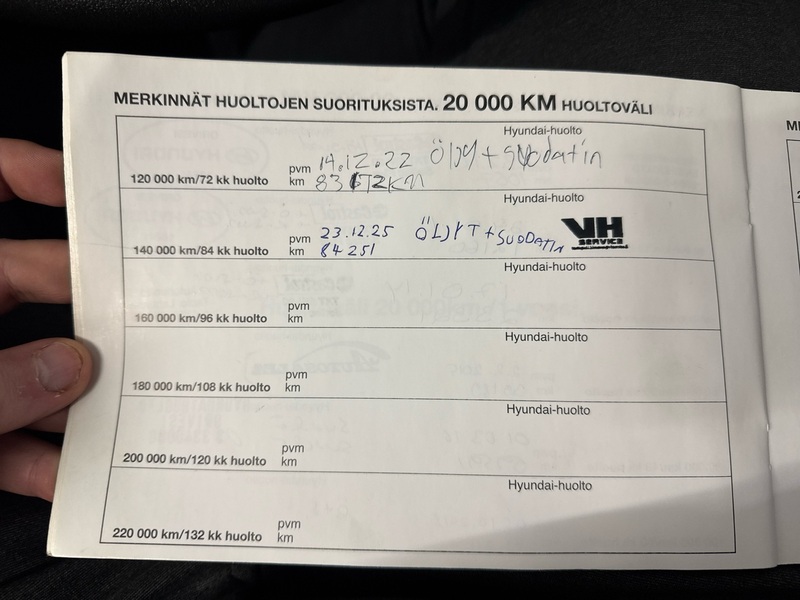 MERKINNÄT HUOLTOJEN SUORITUKSISTA. 20 000 KM HUOLTOVÄLI
Hyundai-huolto
pvm 14.12.22 Öljy + suodatin
120 000 km/72 kk huolto km
Hyundai-huolto
pvm 23.12.25 ÖLJYT + SUODATIN VH SERVICE
140 000 km/84 kk huolto km 84 251
Hyundai-huolto
pvm
160 000 km/96 kk huolto km
Hyundai-huolto
pvm
180 000 km/108 kk huolto km
Hyundai-huolto
pvm
200 000 km/120 kk huolto km
Hyundai-huolto
pvm
220 000 km/132 kk huolto km